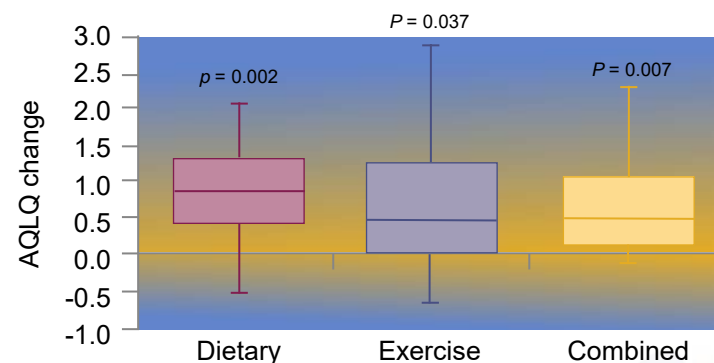 P = 0.037
p = 0.002
P = 0.007
AQLQ change
3.0
2.5
2.0
1.5
1.0
0.5
0.0
-0.5
-1.0
Dietary
Exercise
Combined